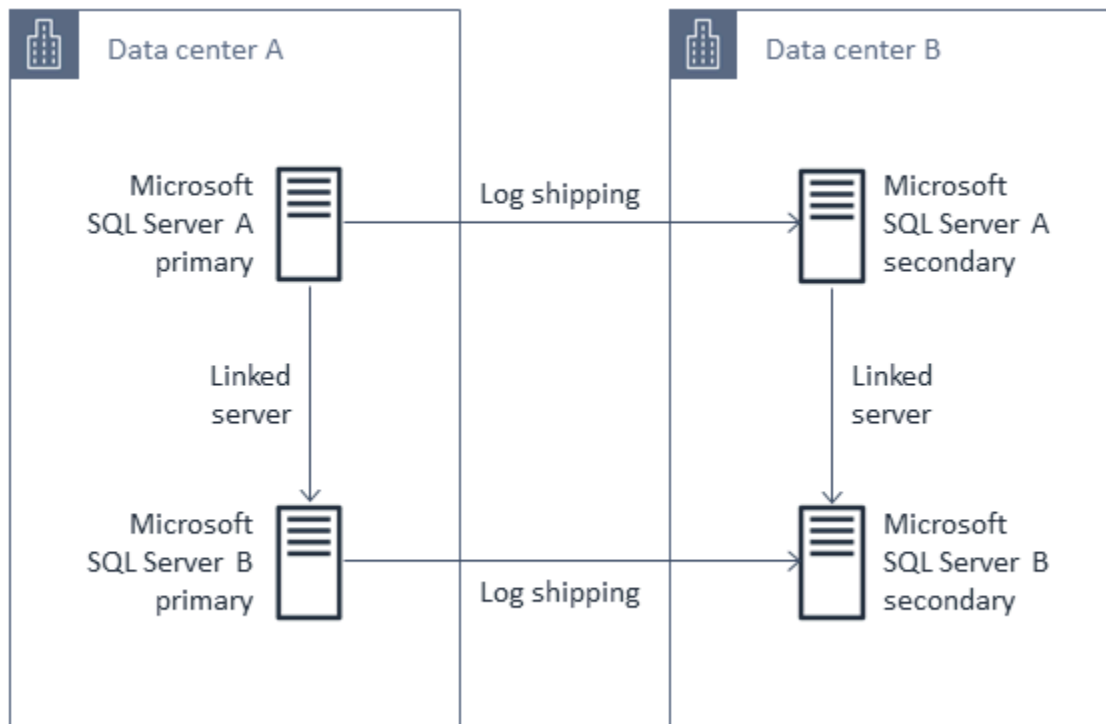 Data center A
Data center B
Microsoft
SQL Server A
primary
Log shipping
Microsoft
SQL Server A
secondary
Linked
server
Linked
server
Microsoft
SQL Server B
primary
Log shipping
Microsoft
SQL Server B
secondary